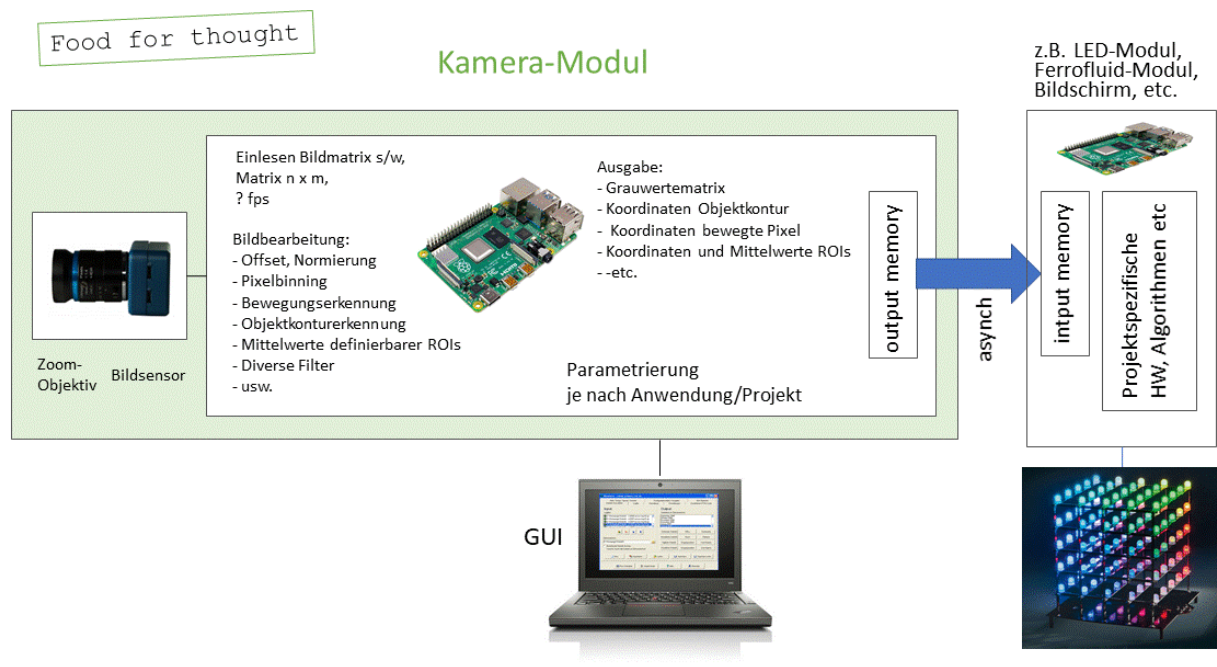 Food for thought
Kamera-Modul
z.B. LED-Modul,
Ferrofluid-Modul,
Bildschirm, etc.
Einlesen Bildmatrix s/w,
Matrix n x m,
? fps
Bildbearbeitung:
- Offset, Normierung
- Pixelbinning
- Bewegungserkennung
- Objektkonturerkennung
- Mittelwerte definierbarer ROIs
- Diverse Filter
- usw.
Ausgabe:
- Grauwertematrix
- Koordinaten Objektkontur
- Koordinaten bewegte Pixel
- Koordinaten und Mittelwerte ROIs
- -etc.
Parametrierung
je nach Anwendung/Projekt
output memory
asynch
intput memory
Projektspezifische
HW, Algorithmen etc
Zoom-
Objektiv
Bildsensor
GUI